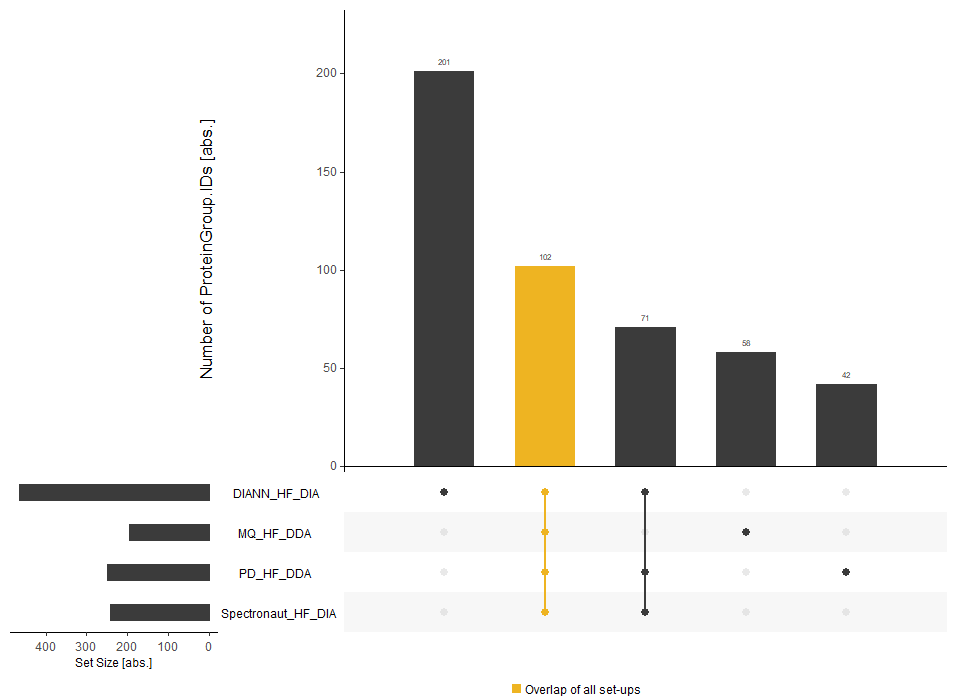 Number of ProteinGroup.IDs [abs.]
200
150
100
50
0
201
102
71
58
42
DIANN_HF_DIA
MQ_HF_DDA
PD_HF_DDA
Spectronaut_HF_DIA
400 300 200 100 0
Set Size [abs.]
Overlap of all set-ups